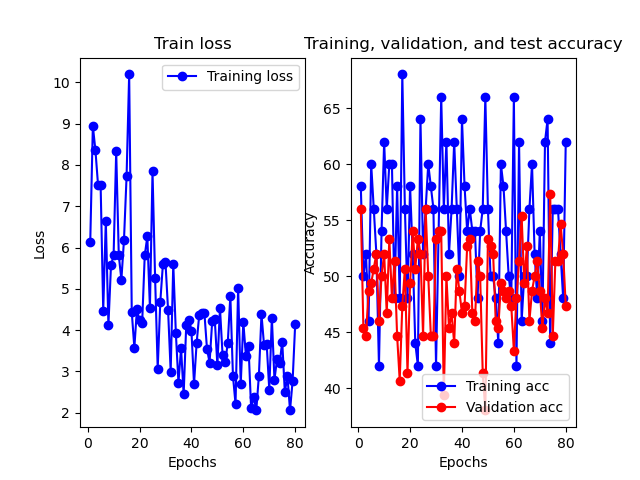 Train loss
Training, validation, and test accuracy
Training loss
10
9
8
7
6
5
4
3
2
Loss
0
20
40
60
80
Epochs
65
60
55
50
45
40
Accuracy
Training acc
Validation acc
0
20
40
60
80
Epochs